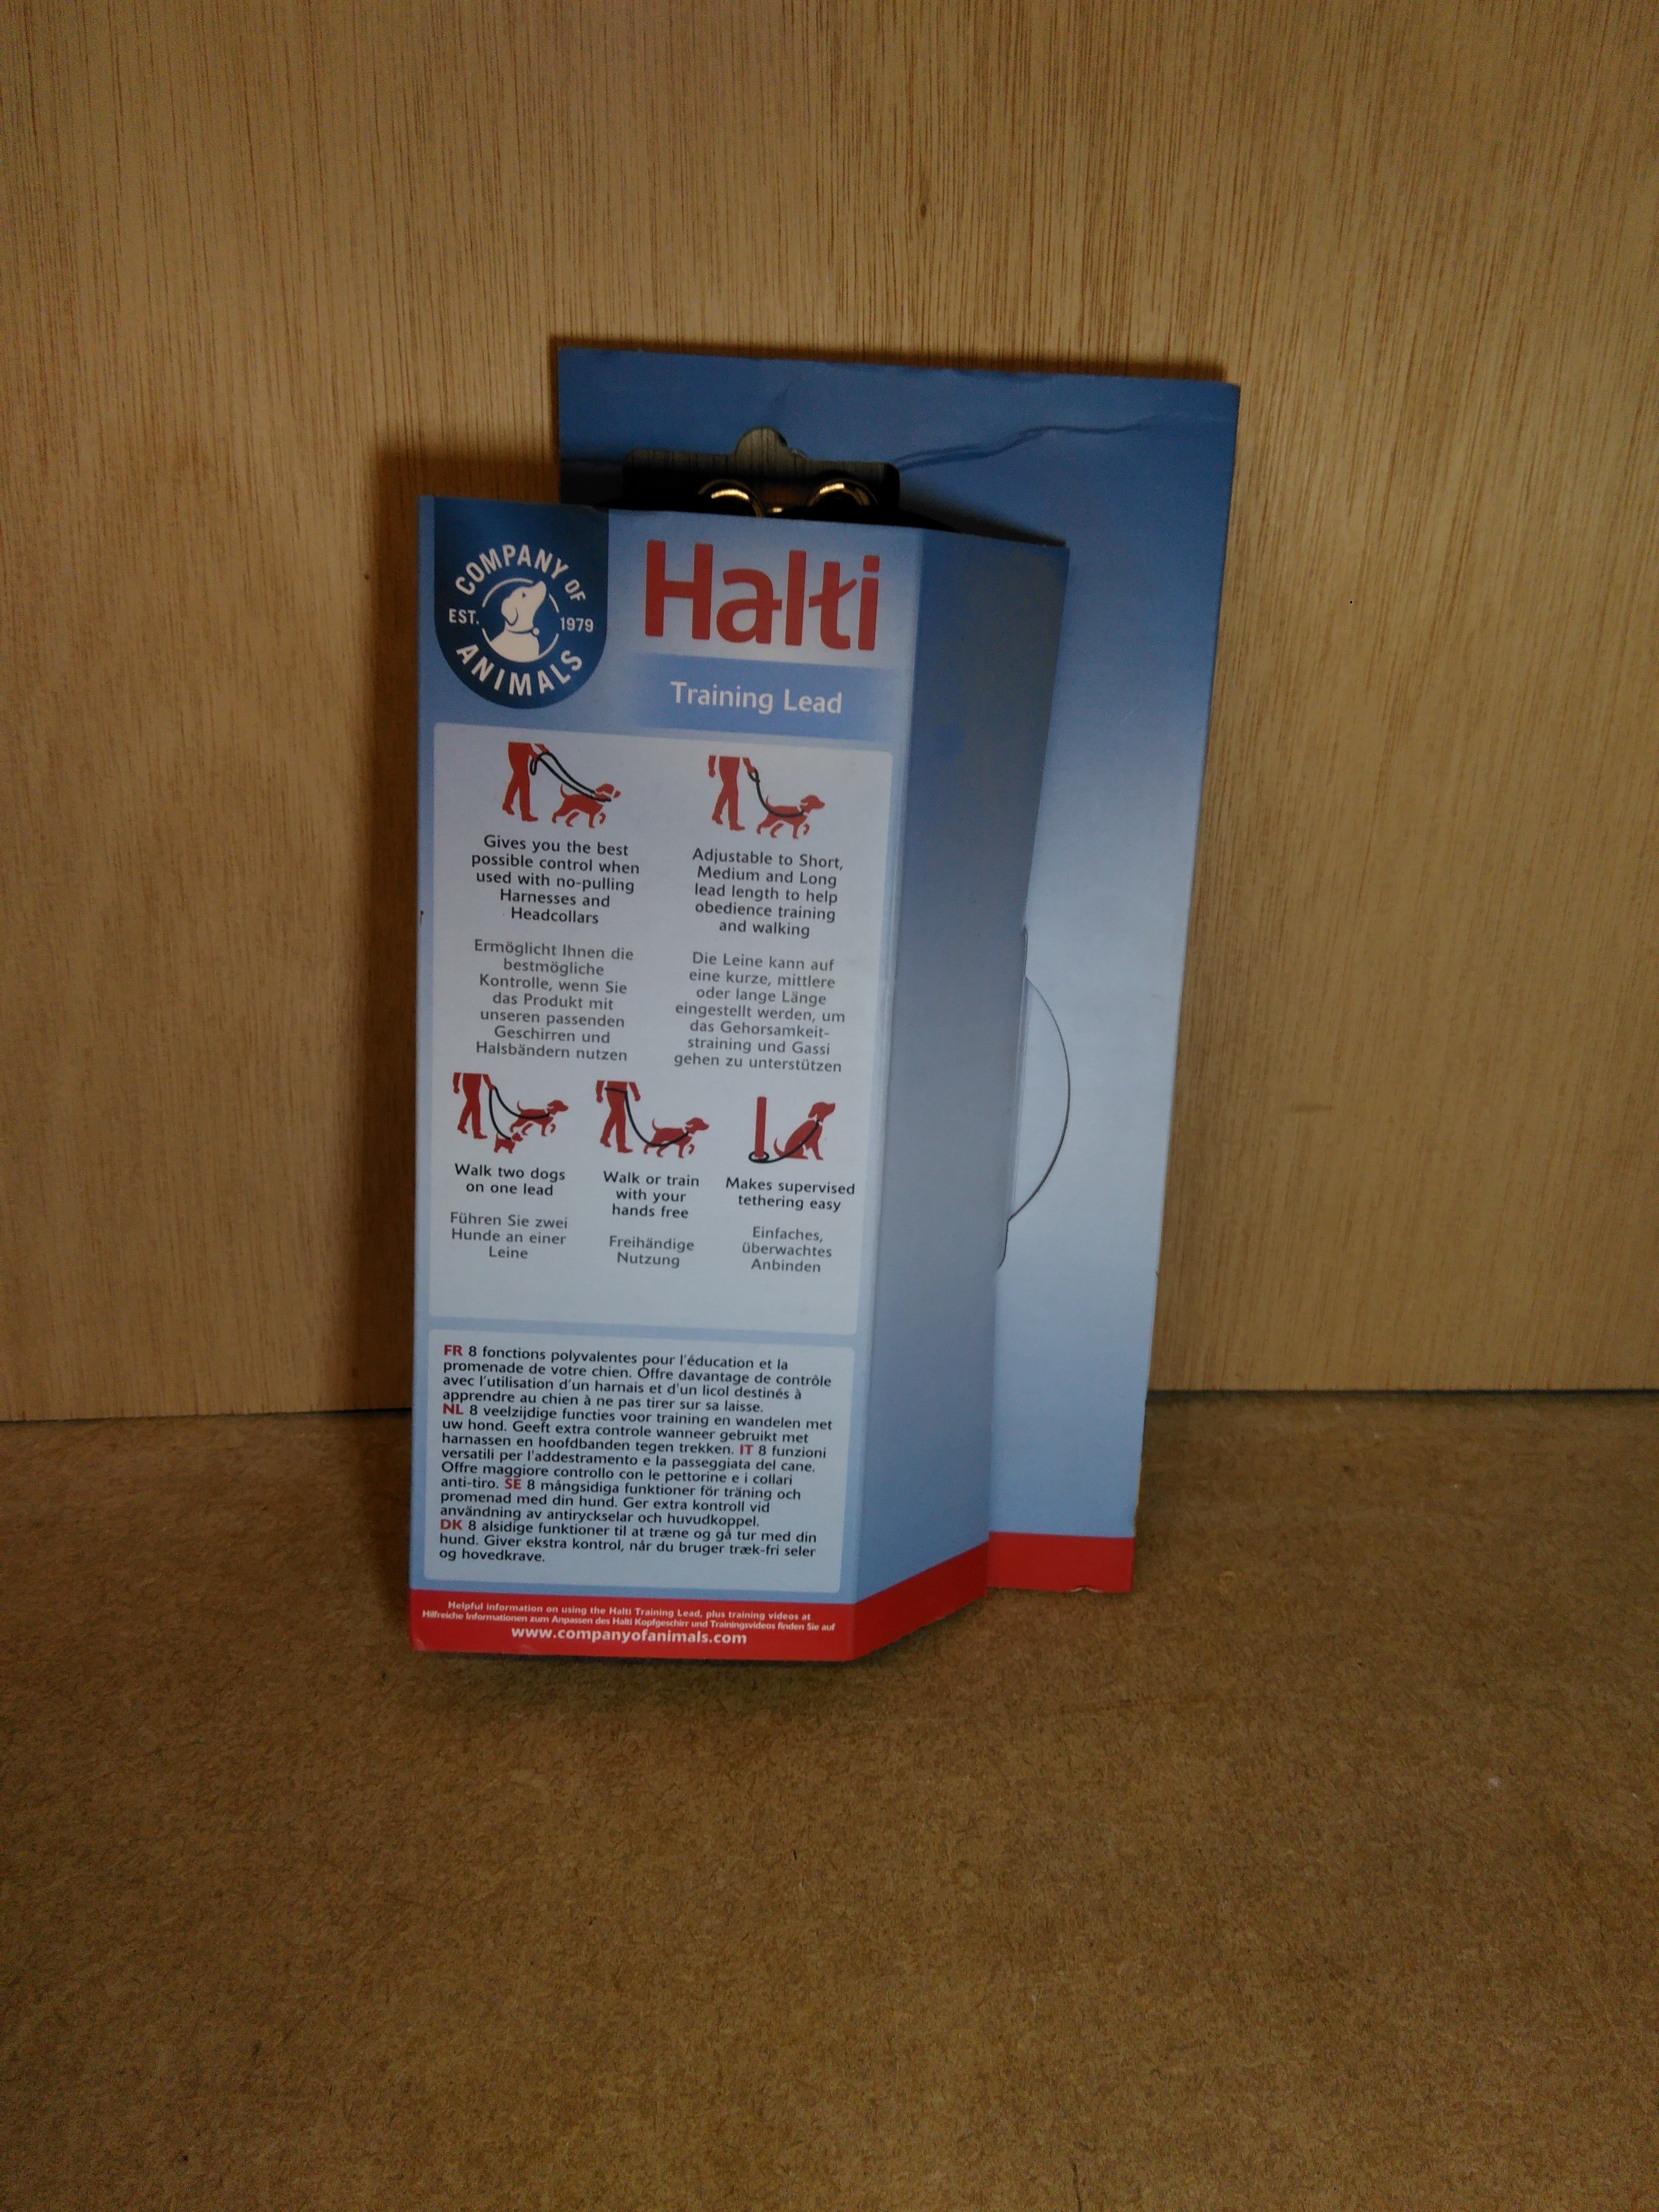 COMPANY OF
EST. 1979
ANIMALS
Halti
Training Lead
Gives you the best
possible control when
used with no-pulling
Harnesses and
Headcollars
Ermöglicht Ihnen die
bestmögliche
Kontrolle, wenn Sie
das Produkt mit
unseren passenden
Geschirren und
Halsbändern nutzen
Adjustable to Short,
Medium and Long
lead length to help
obedience training
and walking
Die Leine kann auf
eine kurze, mittlere
oder lange Länge
eingestellt werden, um
das Gehorsamkeit-
straining und Gassi
gehen zu unterstützen
Walk two dogs
on one lead
Führen Sie zwei
Hunde an einer
Leine
Walk or train
with your
hands free
Freihändige
Nutzung
Makes supervised
tethering easy
Einfaches,
überwachtes
Anbinden
FR 8 fonctions polyvalentes pour l'éducation et la
promenade de votre chien. Offre davantage de contrôle
avec l'utilisation d'un harnais et d'un licol destinés à
apprendre au chien à ne pas tirer sur sa laisse.
NL 8 veelzijdige functies voor training en wandelen met
uw hond. Geeft extra controle wanneer gebruikt met
harnassen en hoofdbanden tegen trekken. IT 8 funzioni
versatili per l'addestramento e la passeggiata del cane.
Offre maggiore controllo con le pettorine e i collari
anti-tiro. SE 8 mångsidiga funktioner för träning och
promenad med din hund. Ger extra kontroll vid
användning av antiryckselar och huvudkoppel.
DK 8 alsidige funktioner til at træne og gå tur med din
hund. Giver ekstra kontrol, når du bruger træk-fri seler
og hovedkrave.
Helpful information on using the Halti Training Lead, plus training videos at
Hilfreiche Informationen zum Anpassen des Halti Kopfgeschirr und Trainingsvideos finden Sie auf
www.companyofanimals.com